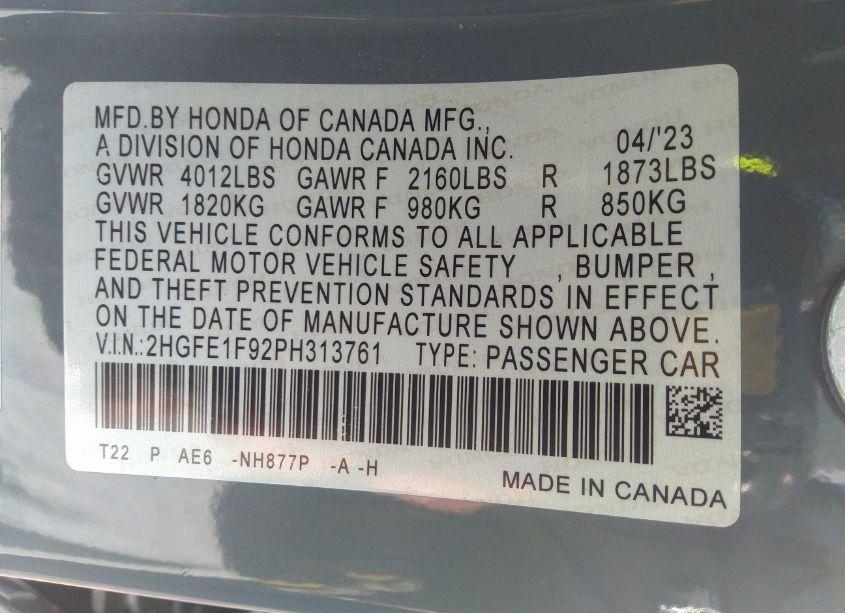 MFD.BY HONDA OF CANADA MFG.,
A DIVISION OF HONDA CANADA INC. 04/'23
GVWR 4012LBS GAWR F 2160LBS R 1873LBS
GVWR 1820KG GAWR F 980KG R 850KG
THIS VEHICLE CONFORMS TO ALL APPLICABLE
FEDERAL MOTOR VEHICLE SAFETY , BUMPER ,
AND THEFT PREVENTION STANDARDS IN EFFECT
ON THE DATE OF MANUFACTURE SHOWN ABOVE.
V.I.N.:2HGFE1F92PH313761 TYPE: PASSENGER CAR
T22 P AE6 -NH877P -A -H
MADE IN CANADA